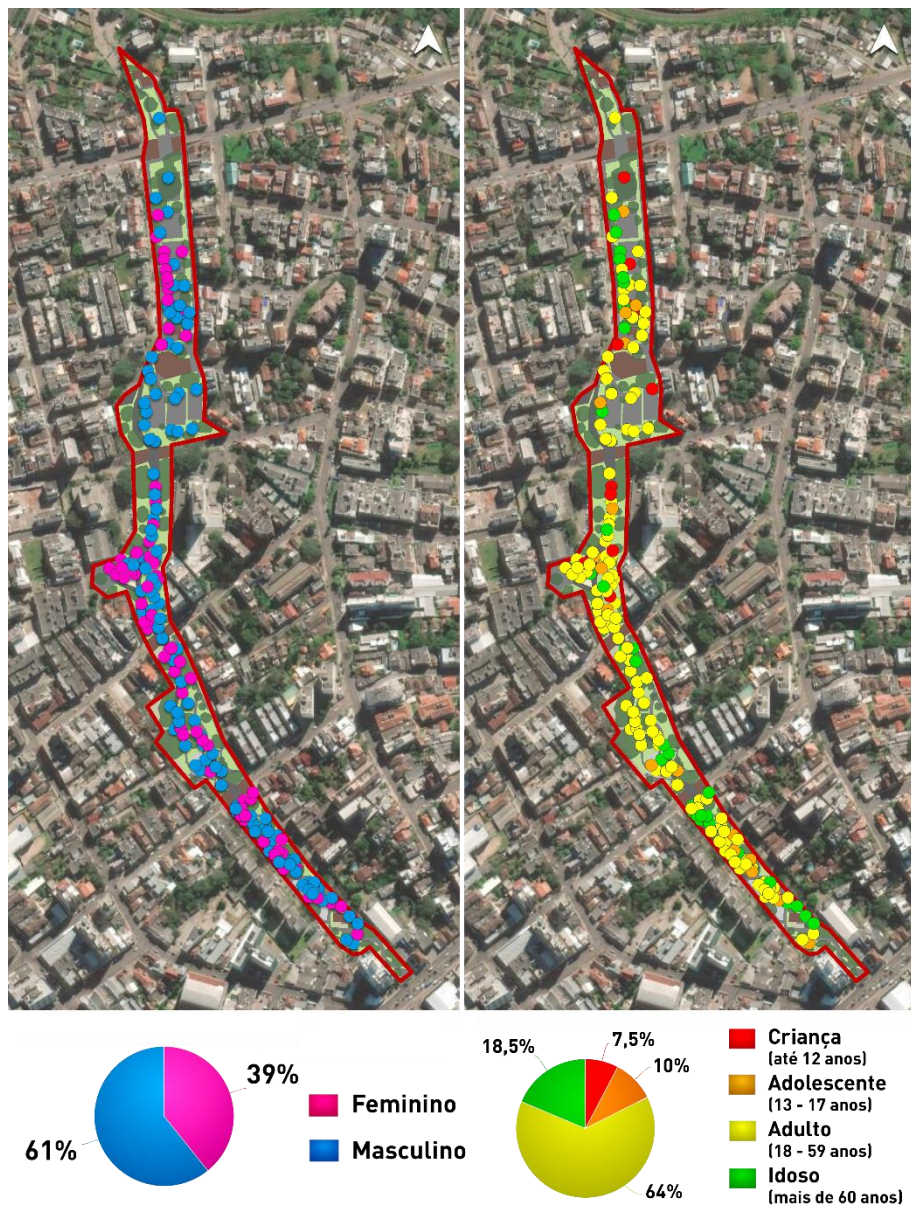 39%
61%
Feminino
Masculino
7,5%
18,5%
10%
64%
Criança
(até 12 anos)
Adolescente
(13 - 17 anos)
Adulto
(18 - 59 anos)
Idoso
(mais de 60 anos)